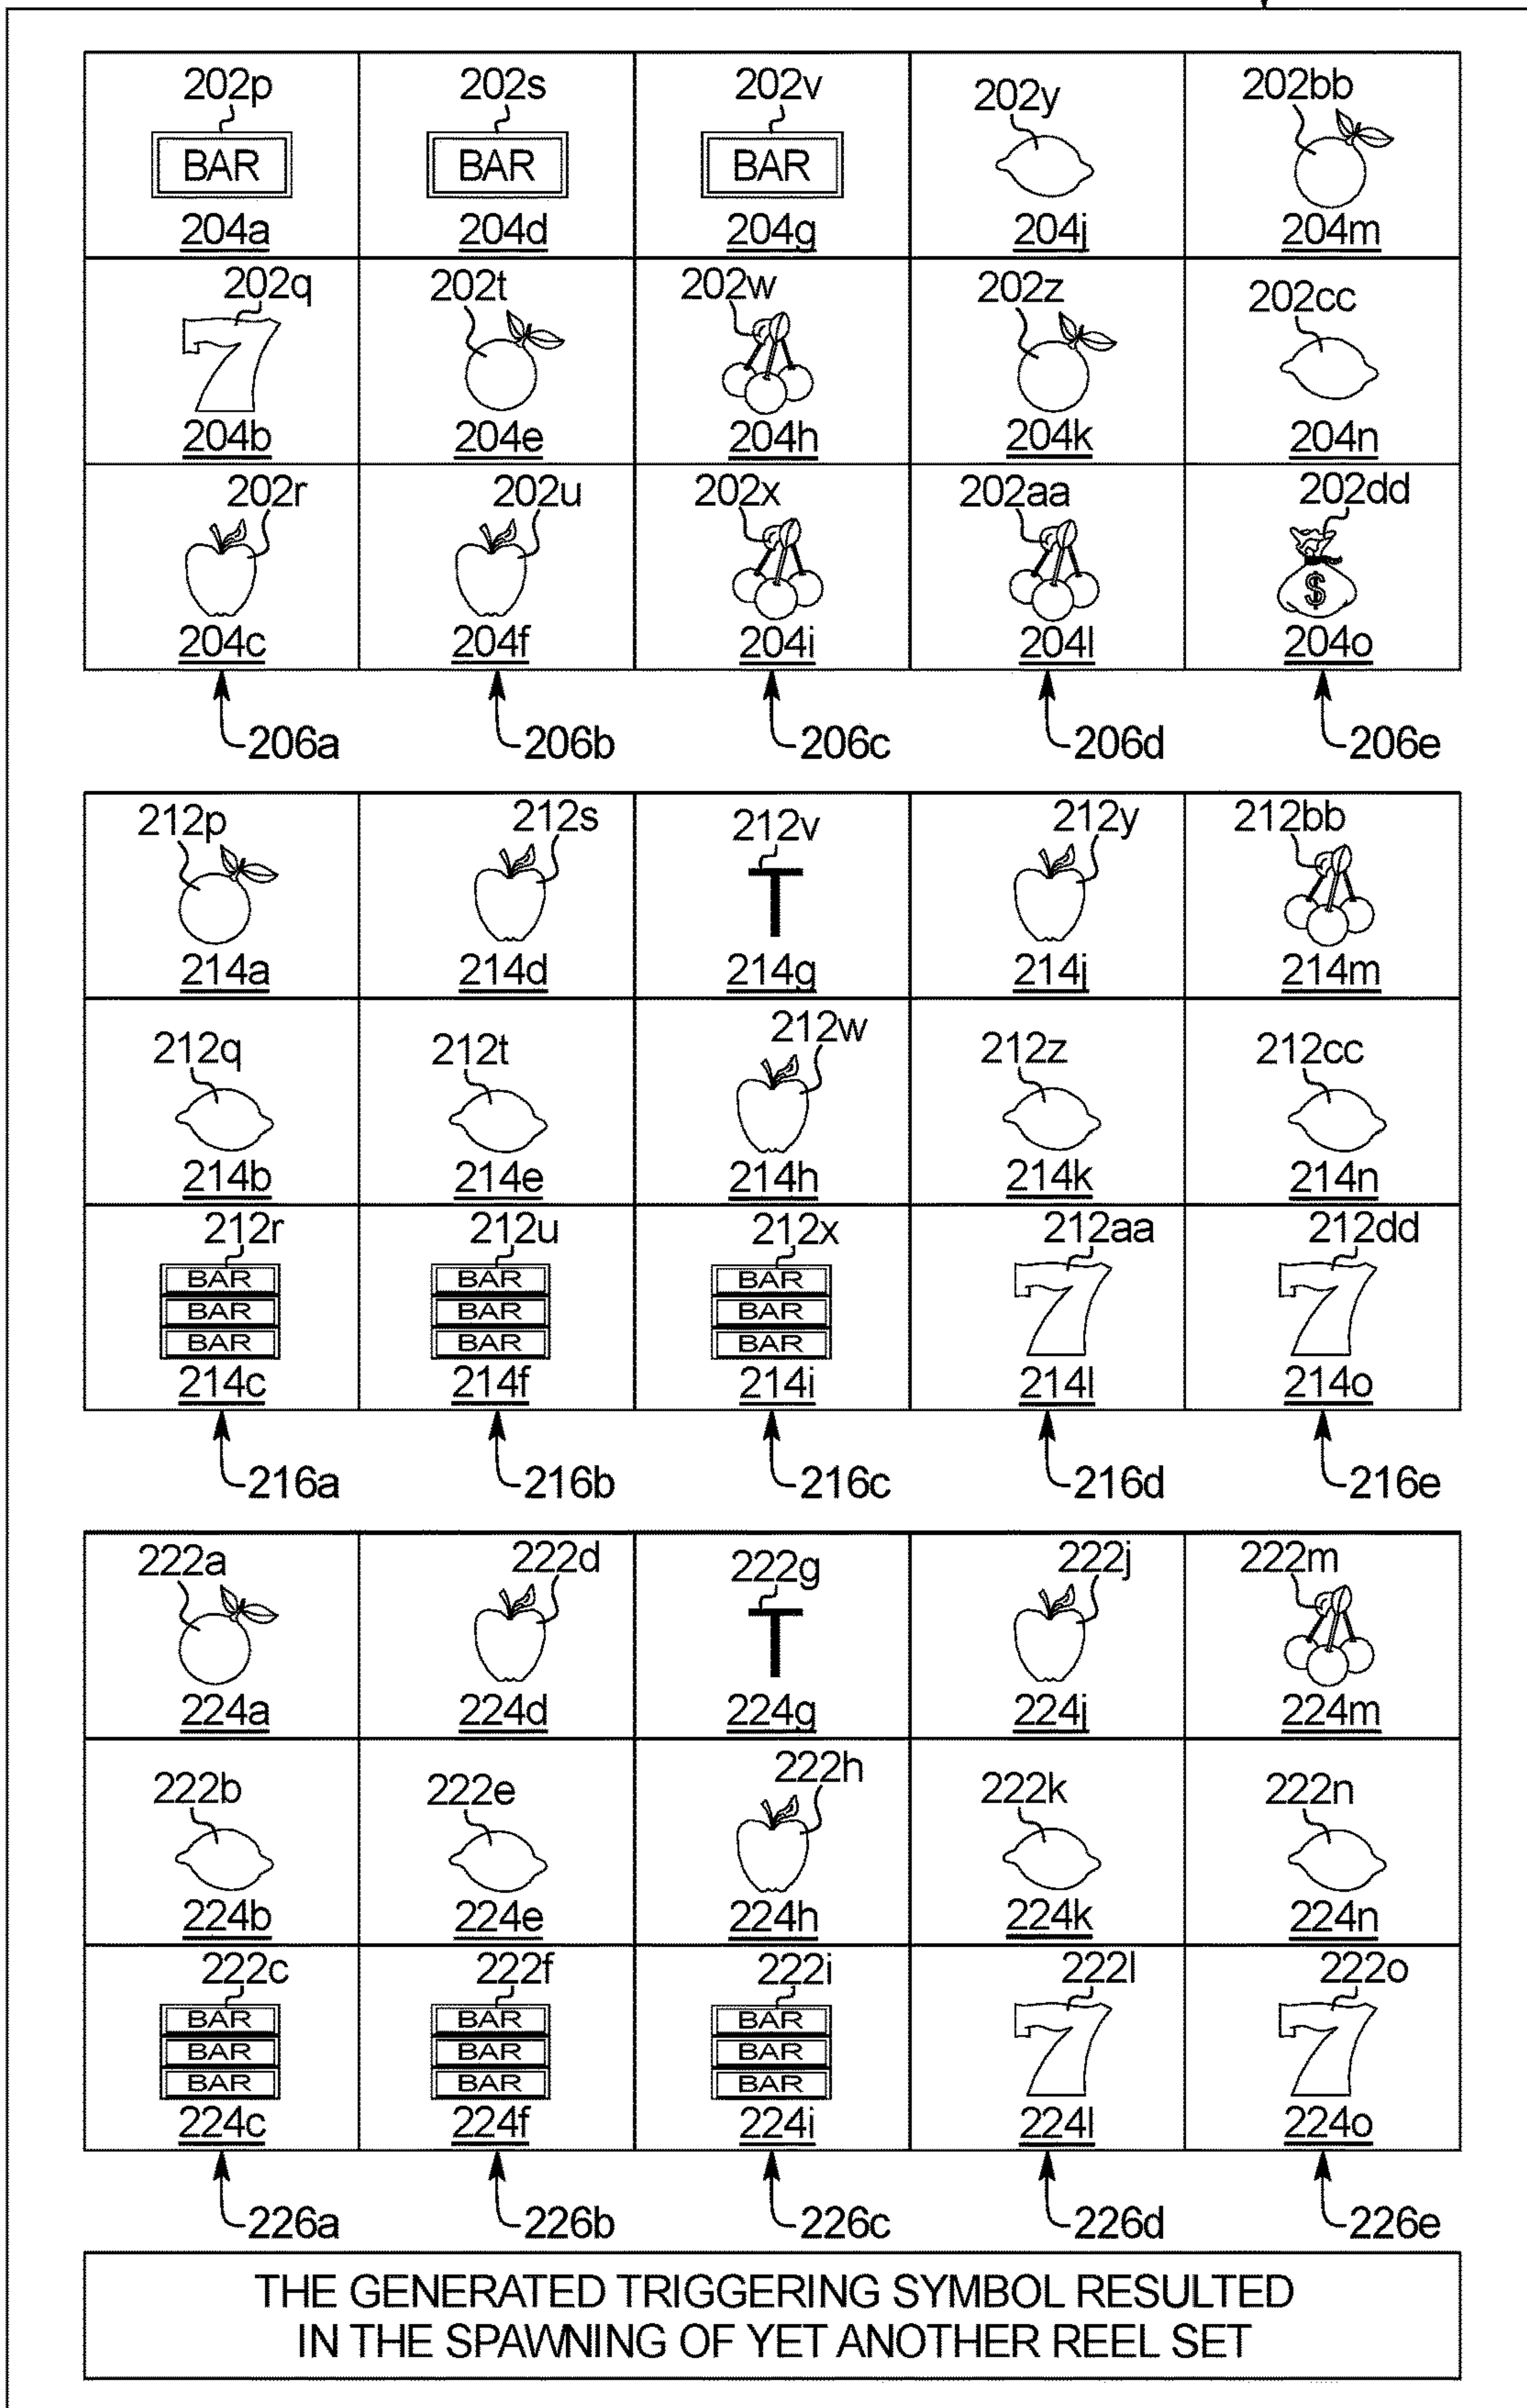 202p 202s 202v 202y 202bb
BAR BAR BAR
204a 204d 204g 204j 204m
202q 202t 202w 202z 202cc
7
204b 204e 204h 204k 204n
202r 202u 202x 202aa 202dd
$
204c 204f 204i 204l 204o
206a 206b 206c 206d 206e
212p 212s 212v 212y 212bb
T
214a 214d 214g 214j 214m
212q 212t 212w 212z 212cc
214b 214e 214h 214k 214n
212r 212u 212x 212aa 212dd
BAR BAR BAR 7 7
BAR BAR BAR
BAR BAR BAR
214c 214f 214i 214l 214o
216a 216b 216c 216d 216e
222a 222d 222g 222j 222m
T
224a 224d 224g 224j 224m
222b 222e 222h 222k 222n
224b 224e 224h 224k 224n
222c 222f 222i 222l 222o
BAR BAR BAR 7 7
BAR BAR BAR
BAR BAR BAR
224c 224f 224i 224l 224o
226a 226b 226c 226d 226e
THE GENERATED TRIGGERING SYMBOL RESULTED
IN THE SPAWNING OF YET ANOTHER REEL SET